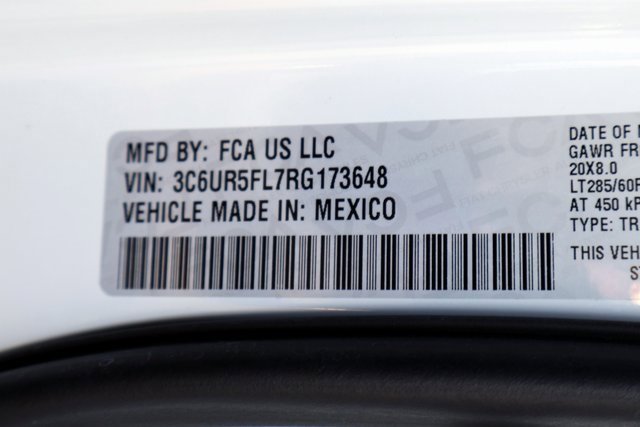 MFD BY: FCA US LLC
VIN: 3C6UR5FL7RG173648
VEHICLE MADE IN: MEXICO
DATE OF M
GAWR FR
20X8.0
LT285/60R
AT 450 kP
TYPE: TR
THIS VEH
S